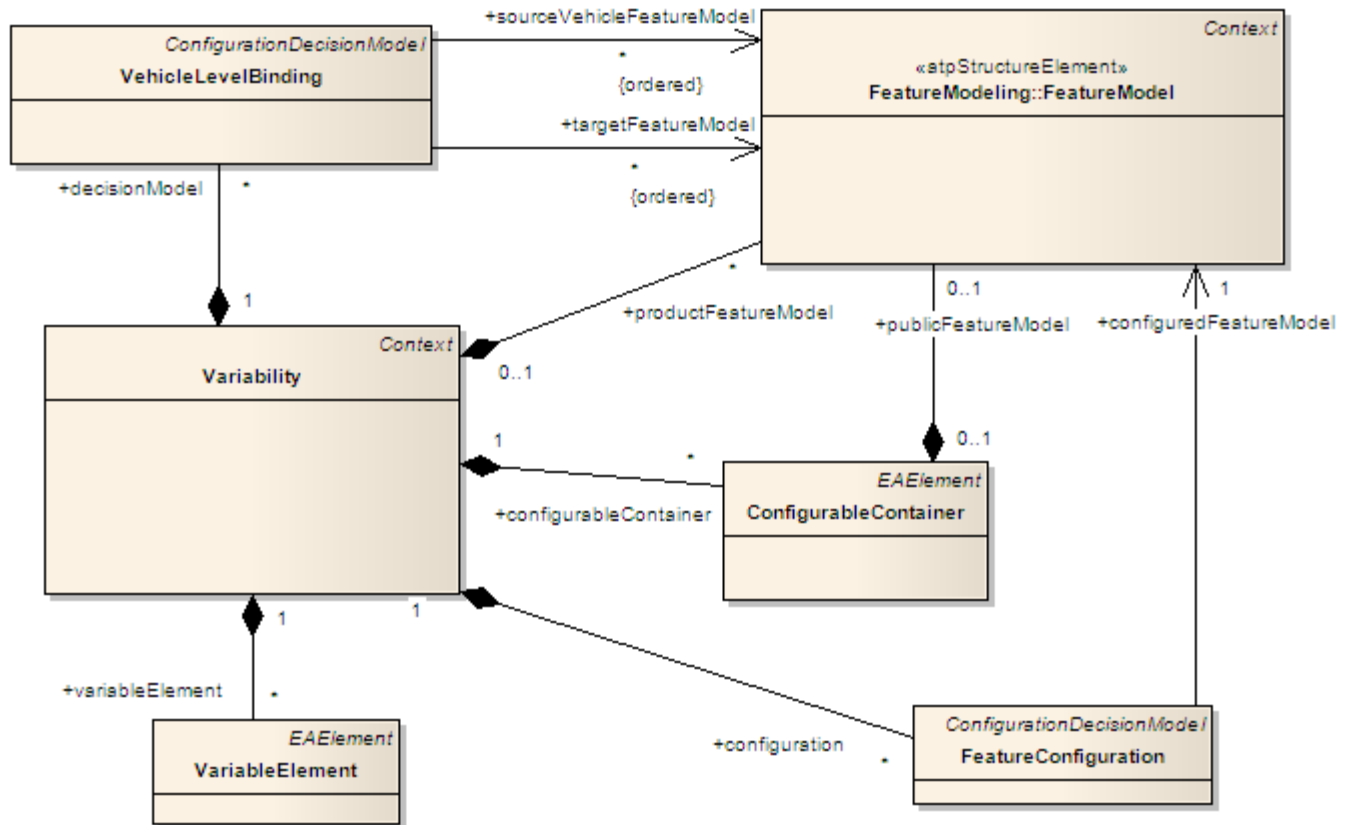 +sourceVehicleFeatureModel
ConfigurationDecisionModel
VehicleLevelBinding
*
{ordered}
Context
«atpStructureElement»
FeatureModeling::FeatureModel
+targetFeatureModel
*
{ordered}
+decisionModel
*
1
*
+productFeatureModel
0..1
0..1
+publicFeatureModel
1
+configuredFeatureModel
Context
Variability
1
*
+configurableContainer
0..1
EAElement
ConfigurableContainer
1
1
+variableElement
*
EAElement
VariableElement
+configuration
*
ConfigurationDecisionModel
FeatureConfiguration